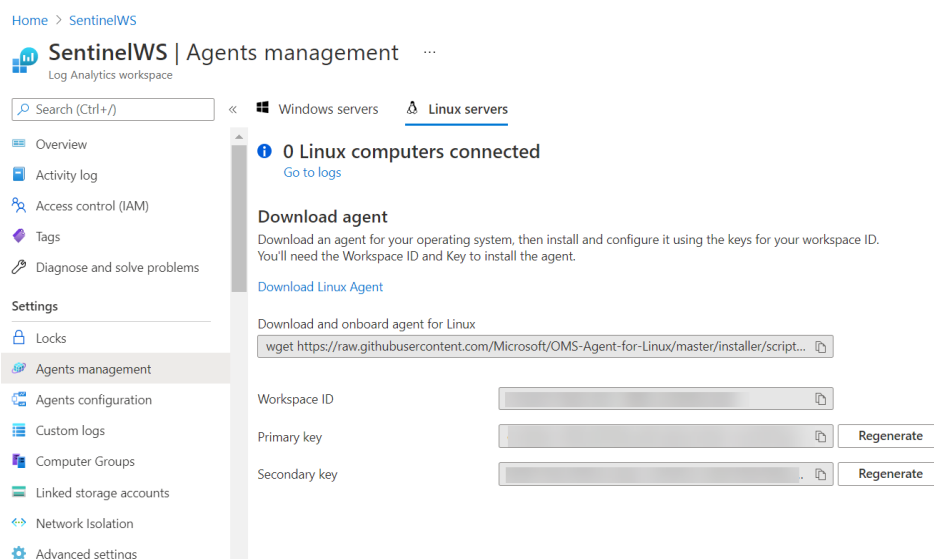 Home > SentinelWS
SentinelWS | Agents management ...
Log Analytics workspace
Search (Ctrl+/)
«
Overview
Activity log
Access control (IAM)
Tags
Diagnose and solve problems
Settings
Locks
Agents management
Agents configuration
Custom logs
Computer Groups
Linked storage accounts
Network Isolation
Advanced settings
Windows servers
Linux servers
0 Linux computers connected
Go to logs
Download agent
Download an agent for your operating system, then install and configure it using the keys for your workspace ID.
You'll need the Workspace ID and Key to install the agent.
Download Linux Agent
Download and onboard agent for Linux
wget https://raw.githubusercontent.com/Microsoft/OMS-Agent-for-Linux/master/installer/script...
Workspace ID
Primary key
Regenerate
Secondary key
Regenerate